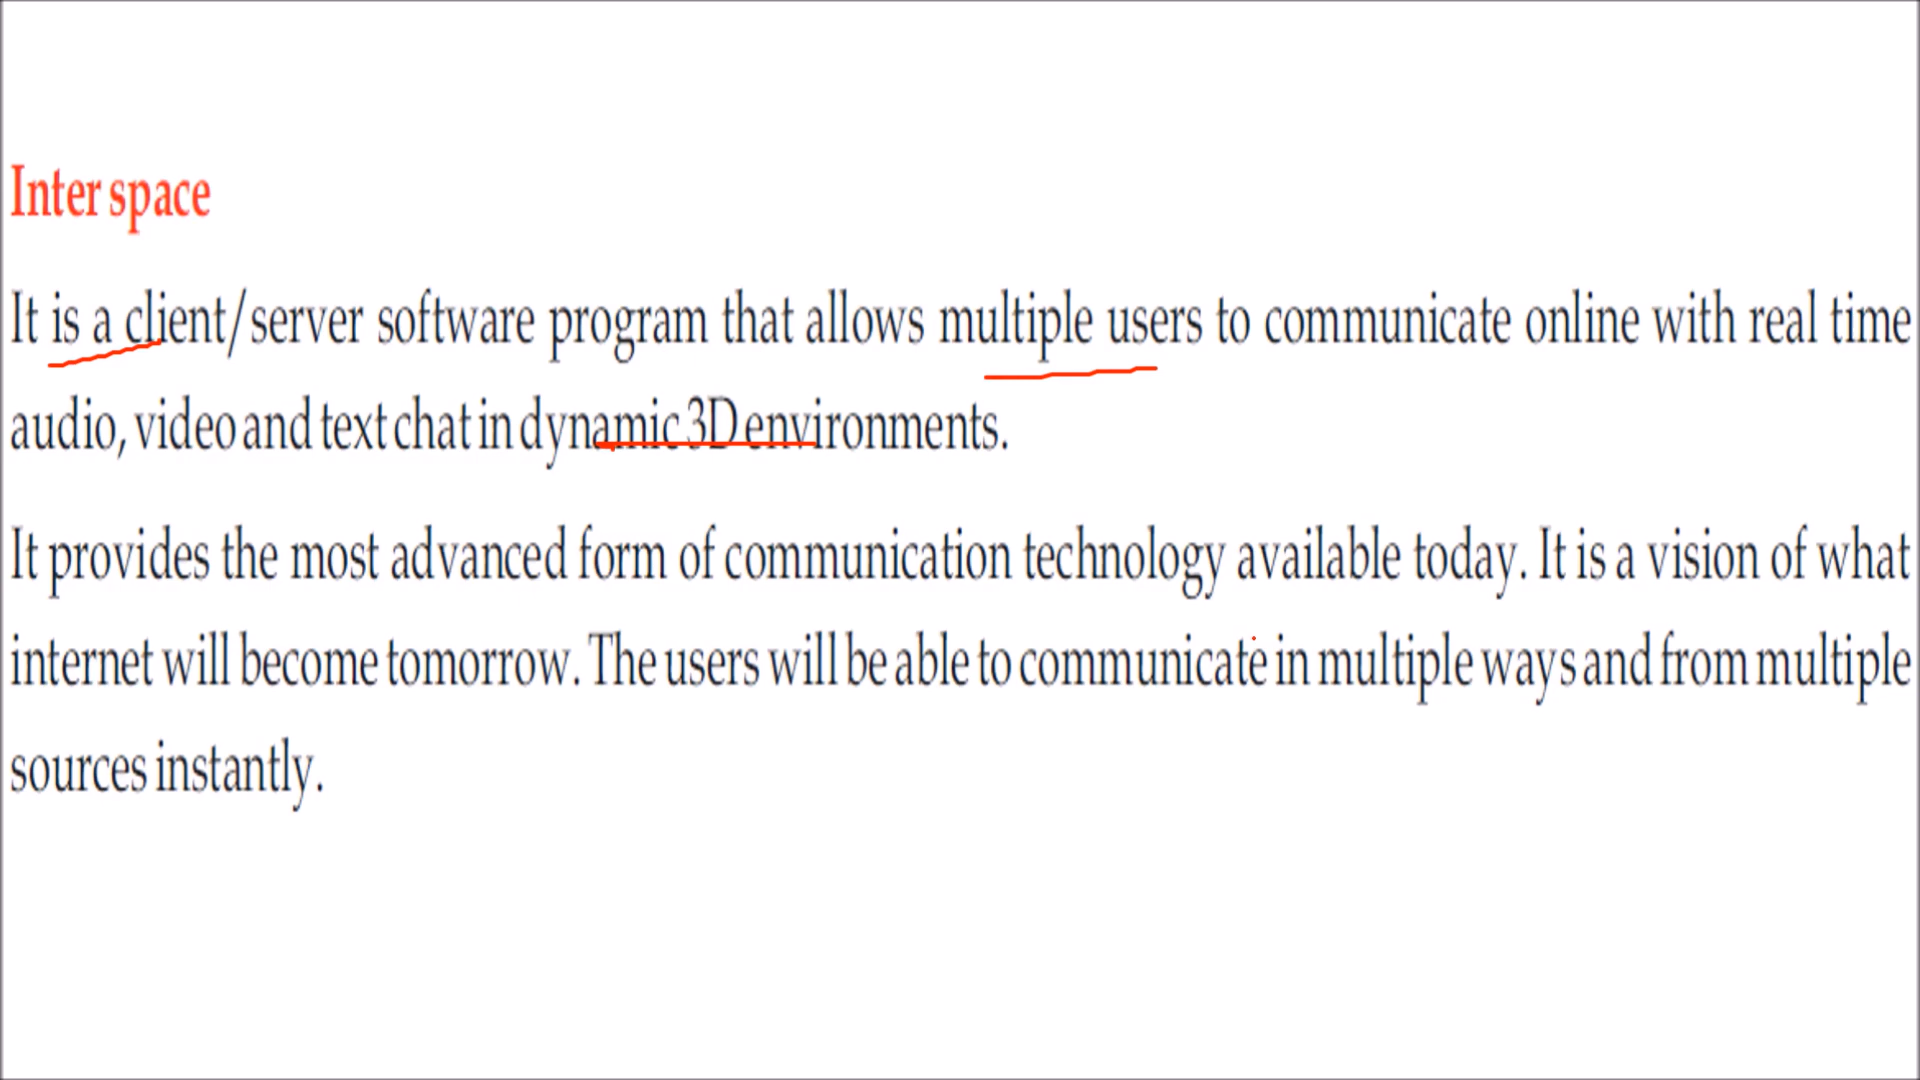 Inter space
It is a client/server software program that allows multiple users to communicate online with real time
audio, video and text chat in dynamic 3D environments.
It provides the most advanced form of communication technology available today. It is a vision of what
internet will become tomorrow. The users will be able to communicate in multiple ways and from multiple
sources instantly.